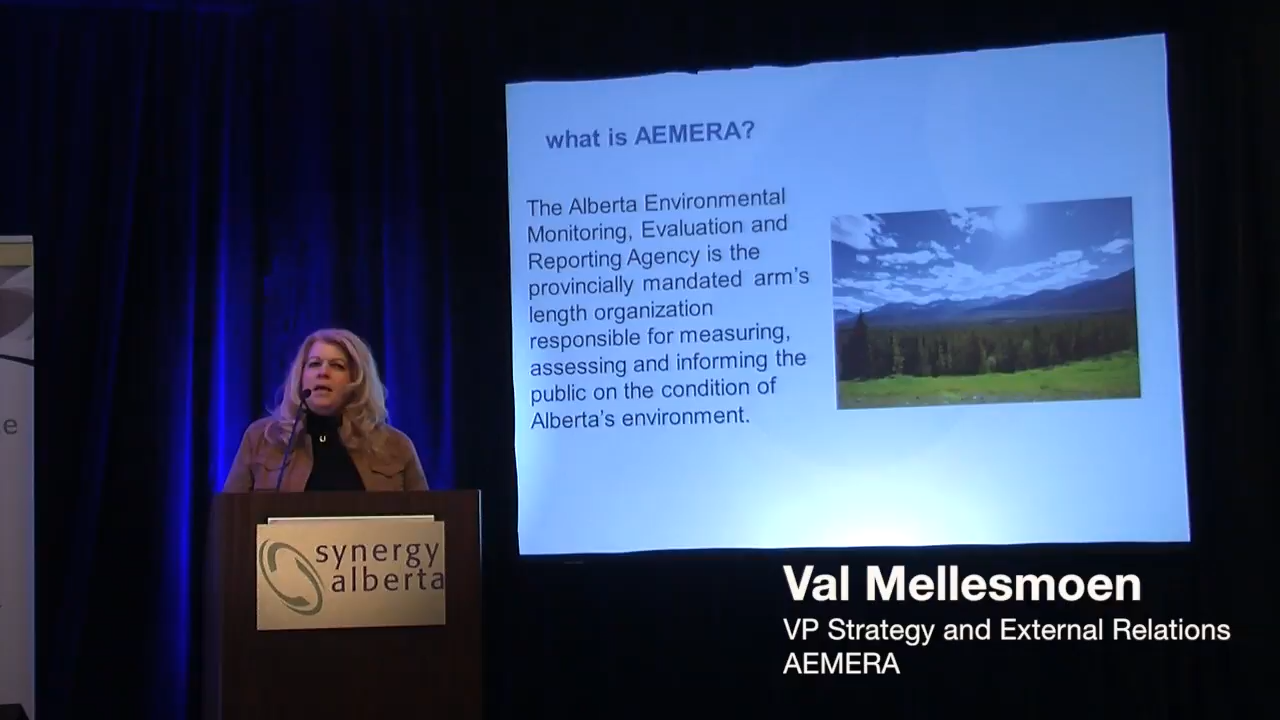 what is AEMERA?
The Alberta Environmental
Monitoring, Evaluation and
Reporting Agency is the
provincially mandated arm's
length organization
responsible for measuring,
assessing and informing the
public on the condition of
Alberta's environment.
e
synergy
alberta
Val Mellesmoen
VP Strategy and External Relations
AEMERA